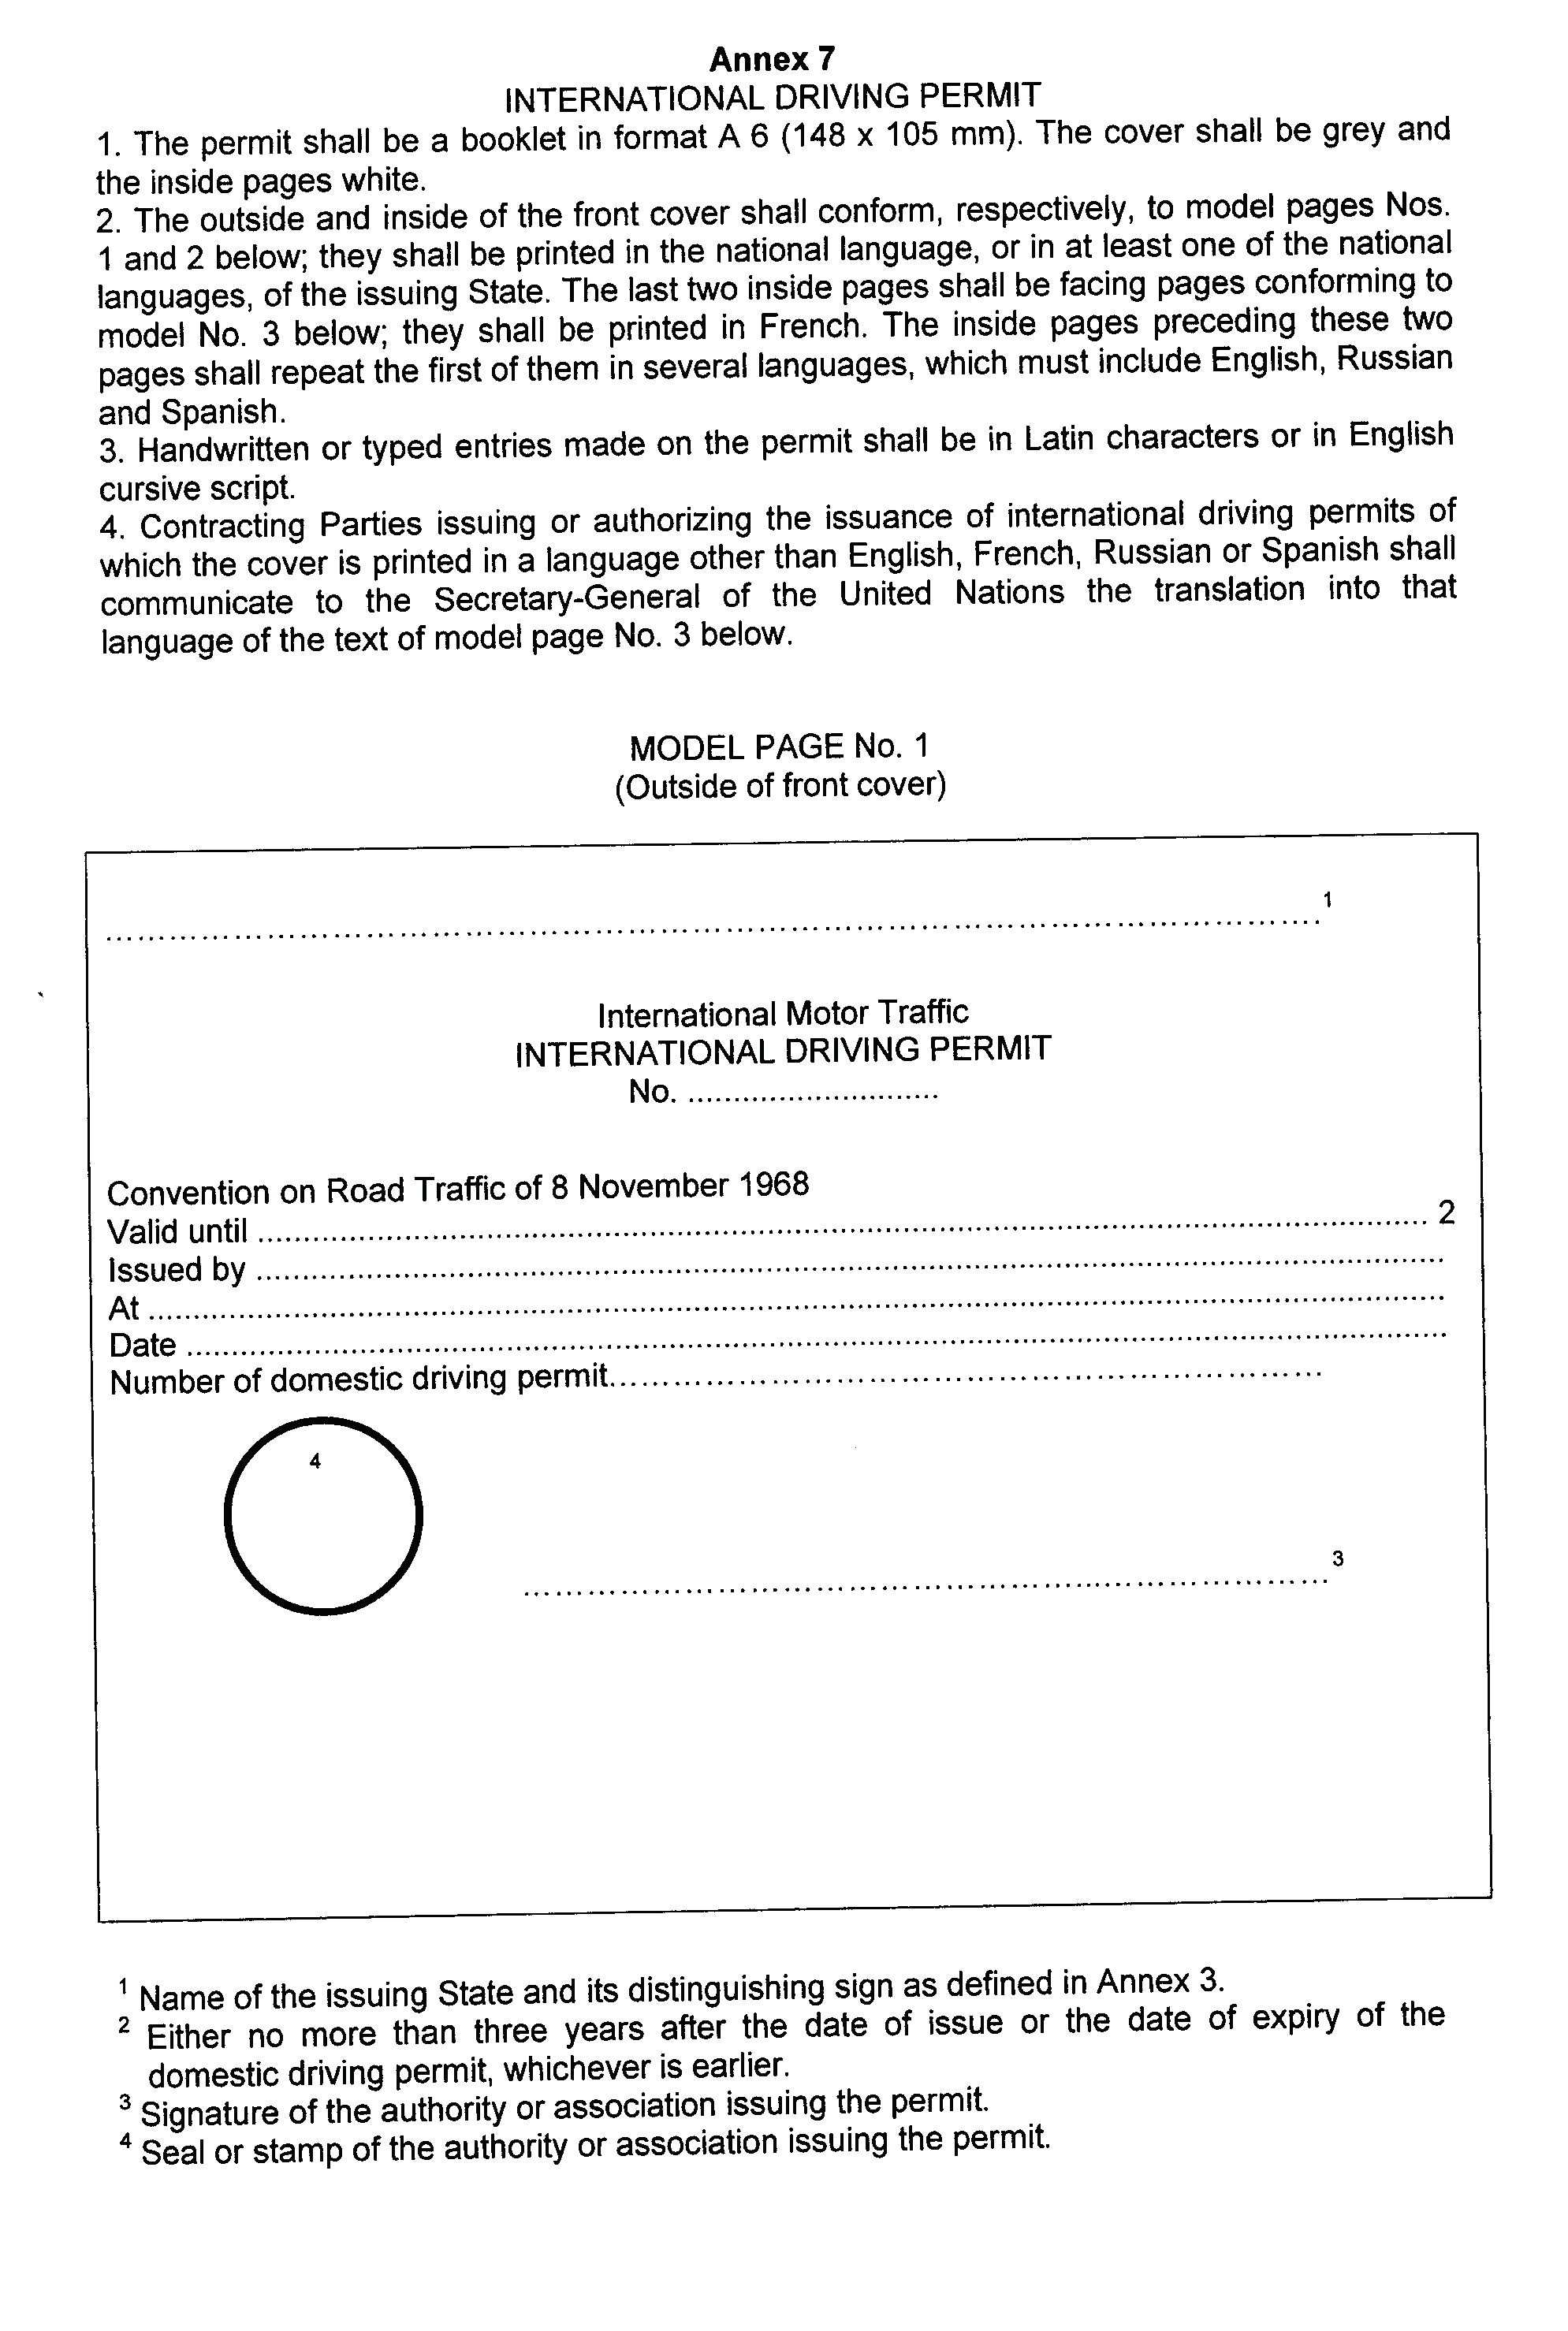 Annex 7
INTERNATIONAL DRIVING PERMIT
1. The permit shall be a booklet in format A 6 (148 x 105 mm). The cover shall be grey and
the inside pages white.
2. The outside and inside of the front cover shall conform, respectively, to model pages Nos.
1 and 2 below; they shall be printed in the national language, or in at least one of the national
languages, of the issuing State. The last two inside pages shall be facing pages conforming to
model No. 3 below; they shall be printed in French. The inside pages preceding these two
pages shall repeat the first of them in several languages, which must include English, Russian
and Spanish.
3. Handwritten or typed entries made on the permit shall be in Latin characters or in English
cursive script.
4. Contracting Parties issuing or authorizing the issuance of international driving permits of
which the cover is printed in a language other than English, French, Russian or Spanish shall
communicate to the Secretary-General of the United Nations the translation into that
language of the text of model page No. 3 below.
MODEL PAGE No. 1
(Outside of front cover)
........................................................................................ 1
International Motor Traffic
INTERNATIONAL DRIVING PERMIT
No. ............................
Convention on Road Traffic of 8 November 1968
Valid until ........................................................................................ 2
Issued by ........................................................................................
At ........................................................................................
Date ........................................................................................
Number of domestic driving permit............................................................
4
............................................................ 3
1 Name of the issuing State and its distinguishing sign as defined in Annex 3.
2 Either no more than three years after the date of issue or the date of expiry of the
domestic driving permit, whichever is earlier.
3 Signature of the authority or association issuing the permit.
4 Seal or stamp of the authority or association issuing the permit.